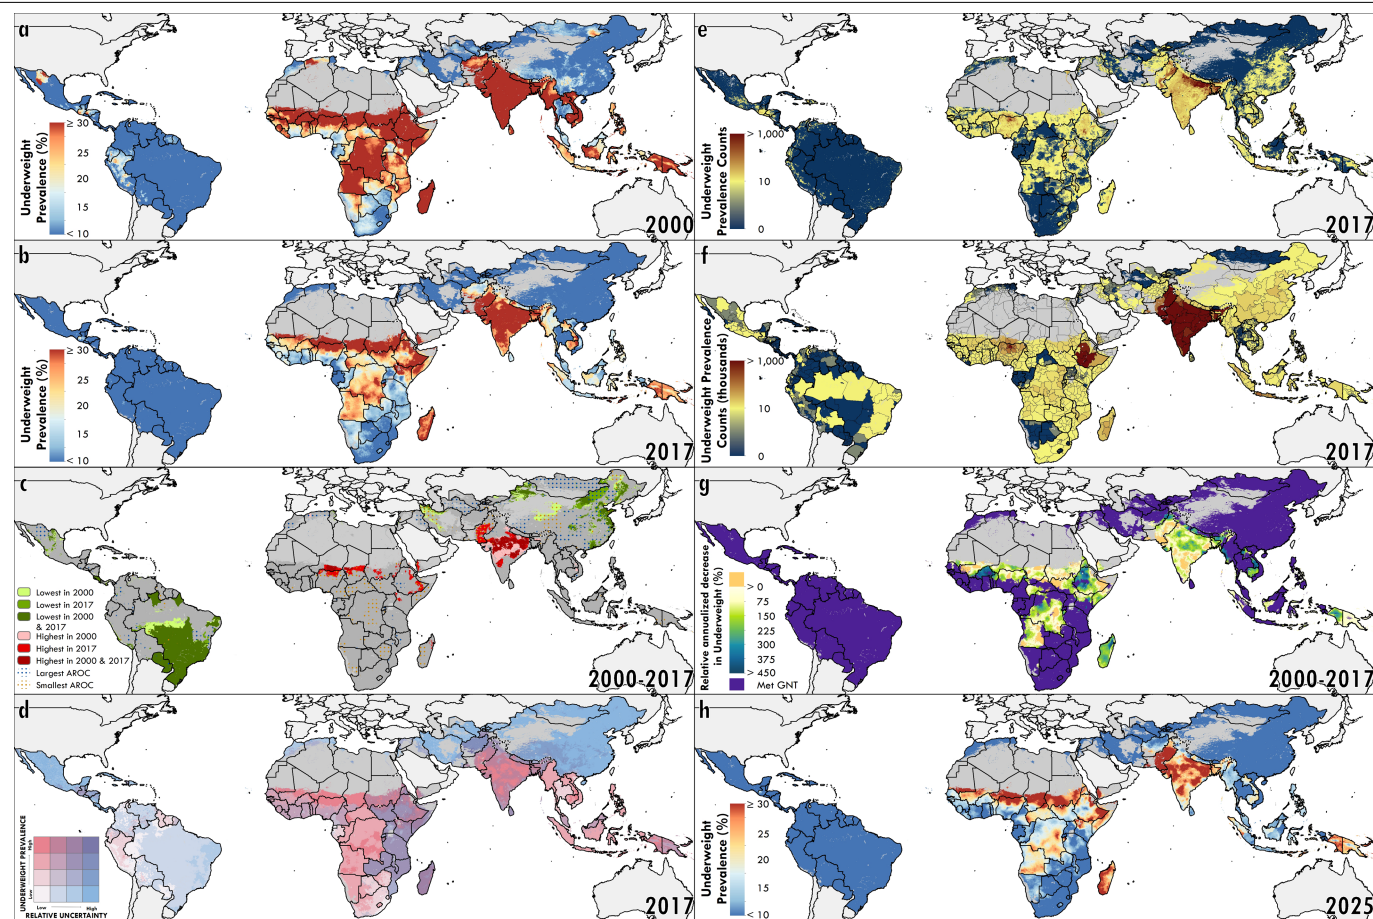 a
Underweight
Prevalence (%)
≥ 30
25
20
15
< 10
2000
b
Underweight
Prevalence (%)
≥ 30
25
20
15
< 10
2017
c
Lowest in 2000
Lowest in 2017
Lowest in 2000
& 2017
Highest in 2000
Highest in 2017
Highest in 2000 & 2017
Largest AROC
Smallest AROC
2000-2017
d
UNDERWEIGHT PREVALENCE
High
Low
Low
High
RELATIVE UNCERTAINTY
2017
e
Underweight
Prevalence Counts
> 1,000
10
0
2017
f
Underweight Prevalence
Counts (thousands)
> 1,000
10
0
2017
g
Relative annualized decrease
in Underweight (%)
> 0
75
150
225
300
375
> 450
Met GNT
2000-2017
h
Underweight
Prevalence (%)
≥ 30
25
20
15
< 10
2025